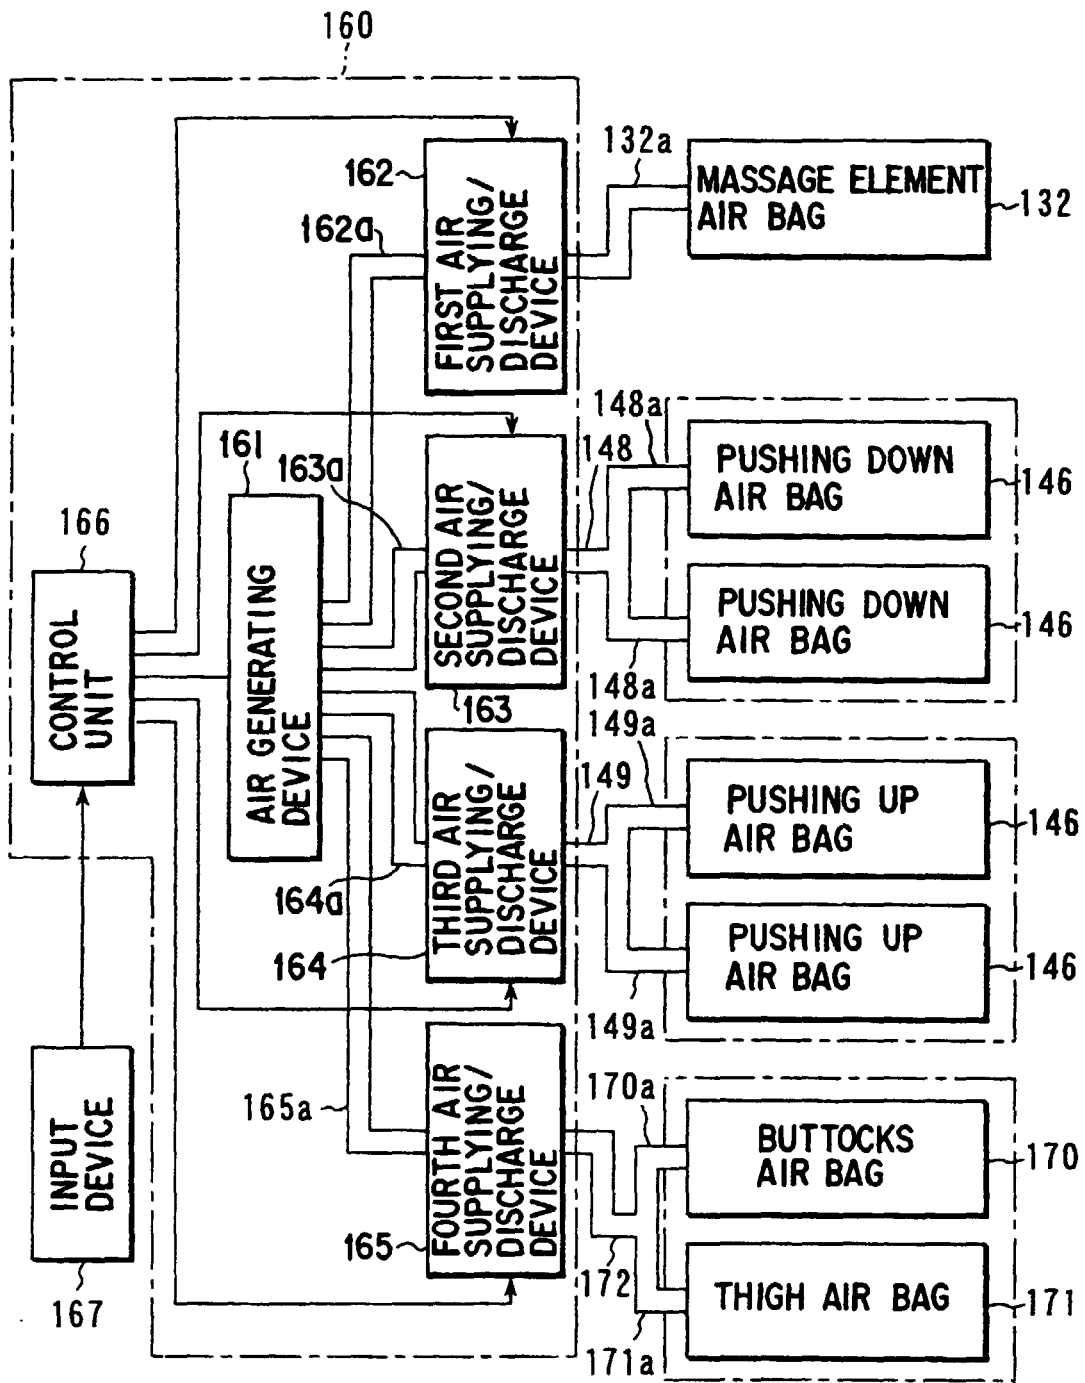 160
132a
162
MASSAGE ELEMENT
AIR BAG
132
162a
FIRST AIR
SUPPLYING/
DISCHARGE
DEVICE
148a
161
163a
148
PUSHING DOWN
AIR BAG
146
166
SECOND AIR
SUPPLYING/
DISCHARGE
DEVICE
PUSHING DOWN
AIR BAG
146
CONTROL
UNIT
AIR GENERATING
DEVICE
148a
163
149a
149
PUSHING UP
AIR BAG
146
164a
THIRD AIR
SUPPLYING/
DISCHARGE
DEVICE
164
PUSHING UP
AIR BAG
146
149a
170a
165a
INPUT
DEVICE
FOURTH AIR
SUPPLYING/
DISCHARGE
DEVICE
BUTTOCKS
AIR BAG
170
165
172
167
THIGH AIR BAG
171
171a